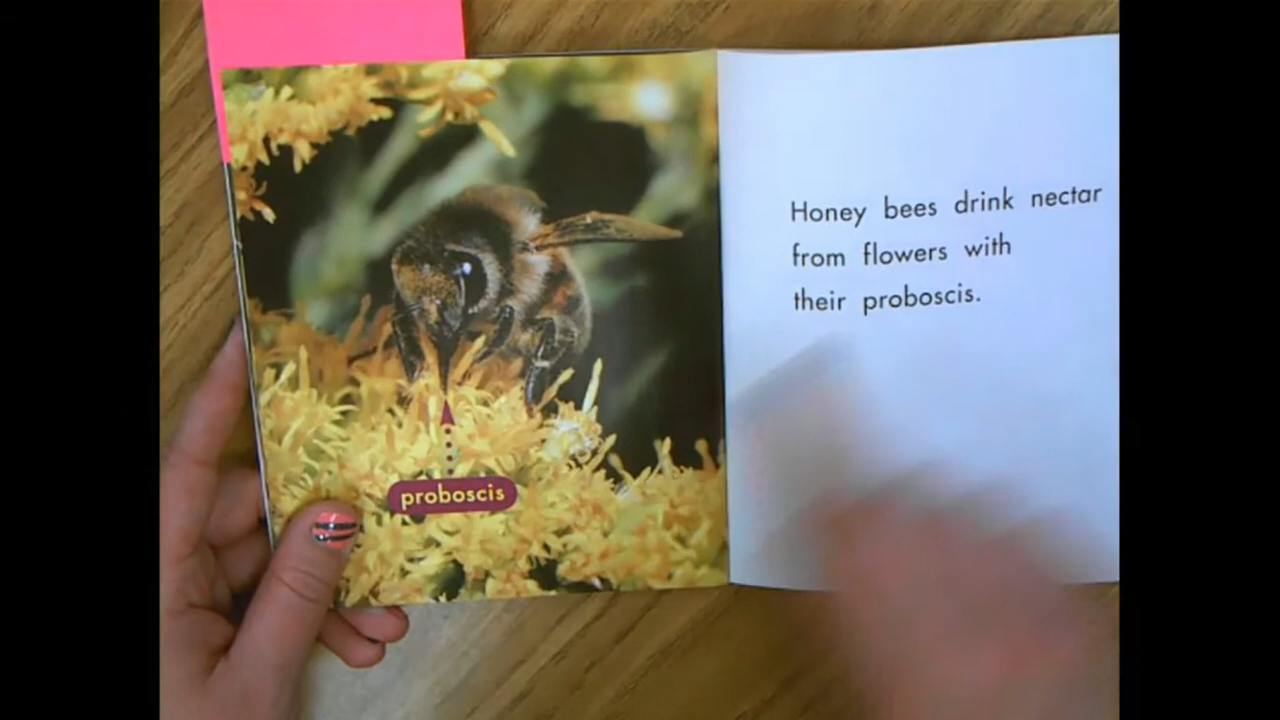 proboscis
Honey bees drink nectar
from flowers with
their proboscis.